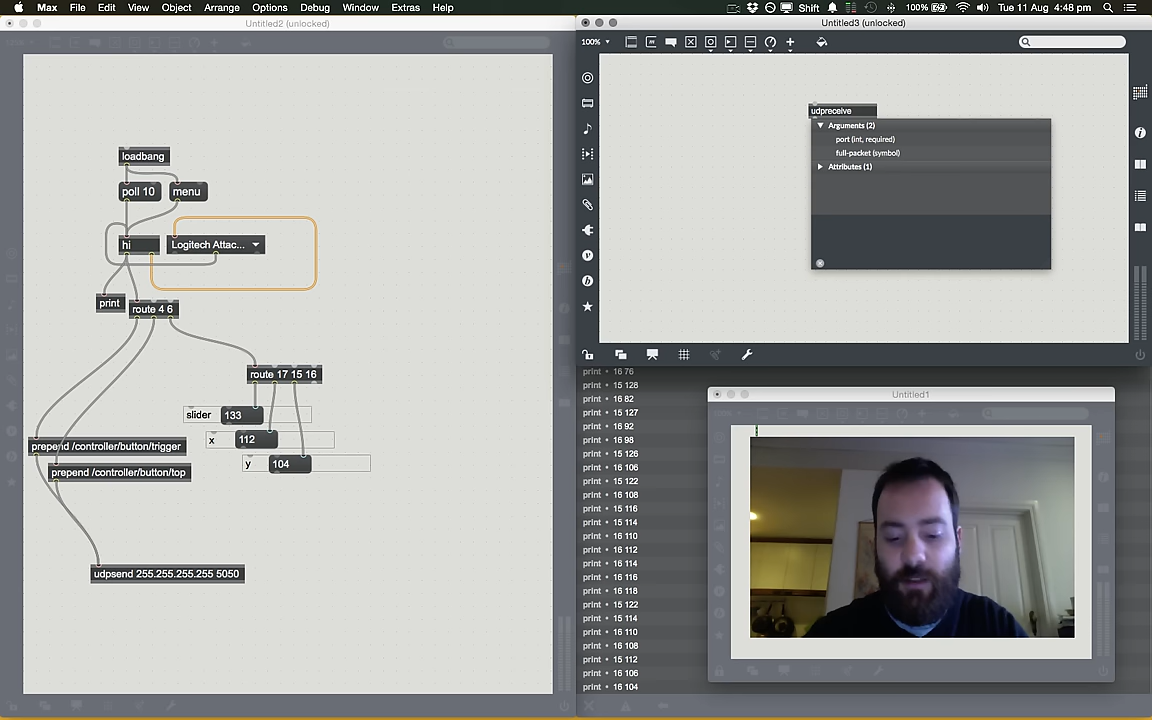 Max File Edit View Object Arrange Options Debug Window Extras Help
Shift 100% Tue 11 Aug 4:48 pm
Untitled2 (unlocked)
loadbang
poll 10 menu
hi Logitech Attac...
print route 4 6
route 17 15 16
slider 133
x 112
y 104
prepend /controller/button/trigger
prepend /controller/button/top
udpsend 255.255.255.255 5050
Untitled3 (unlocked)
100%
udpreceive
Arguments (2)
port (int, required)
full-packet (symbol)
Attributes (1)
print • 16 76
print • 15 128
print • 16 82
print • 15 127
print • 16 92
print • 16 98
print • 15 126
print • 16 106
print • 15 122
print • 16 108
print • 15 116
print • 15 114
print • 16 110
print • 16 112
print • 16 114
print • 16 116
print • 16 118
print • 15 122
print • 15 114
print • 16 110
print • 16 108
print • 15 112
print • 16 106
print • 16 104
Untitled1